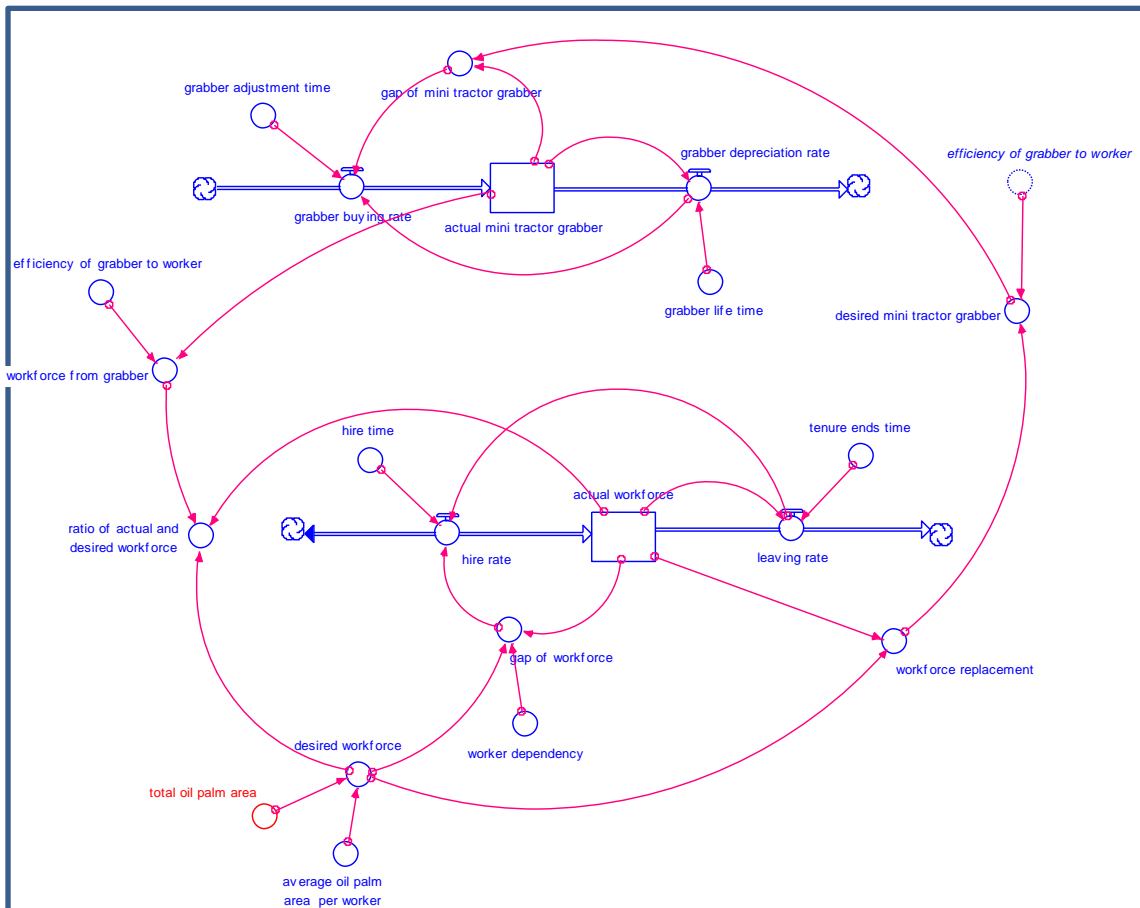 grabber adjustment time
gap of mini tractor grabber
grabber depreciation rate
efficiency of grabber to worker
grabber buying rate
actual mini tractor grabber
efficiency of grabber to worker
grabber life time
desired mini tractor grabber
workforce from grabber
hire time
tenure ends time
actual workforce
ratio of actual and
desired workforce
hire rate
leaving rate
gap of workforce
workforce replacement
desired workforce
worker dependency
total oil palm area
average oil palm
area per worker